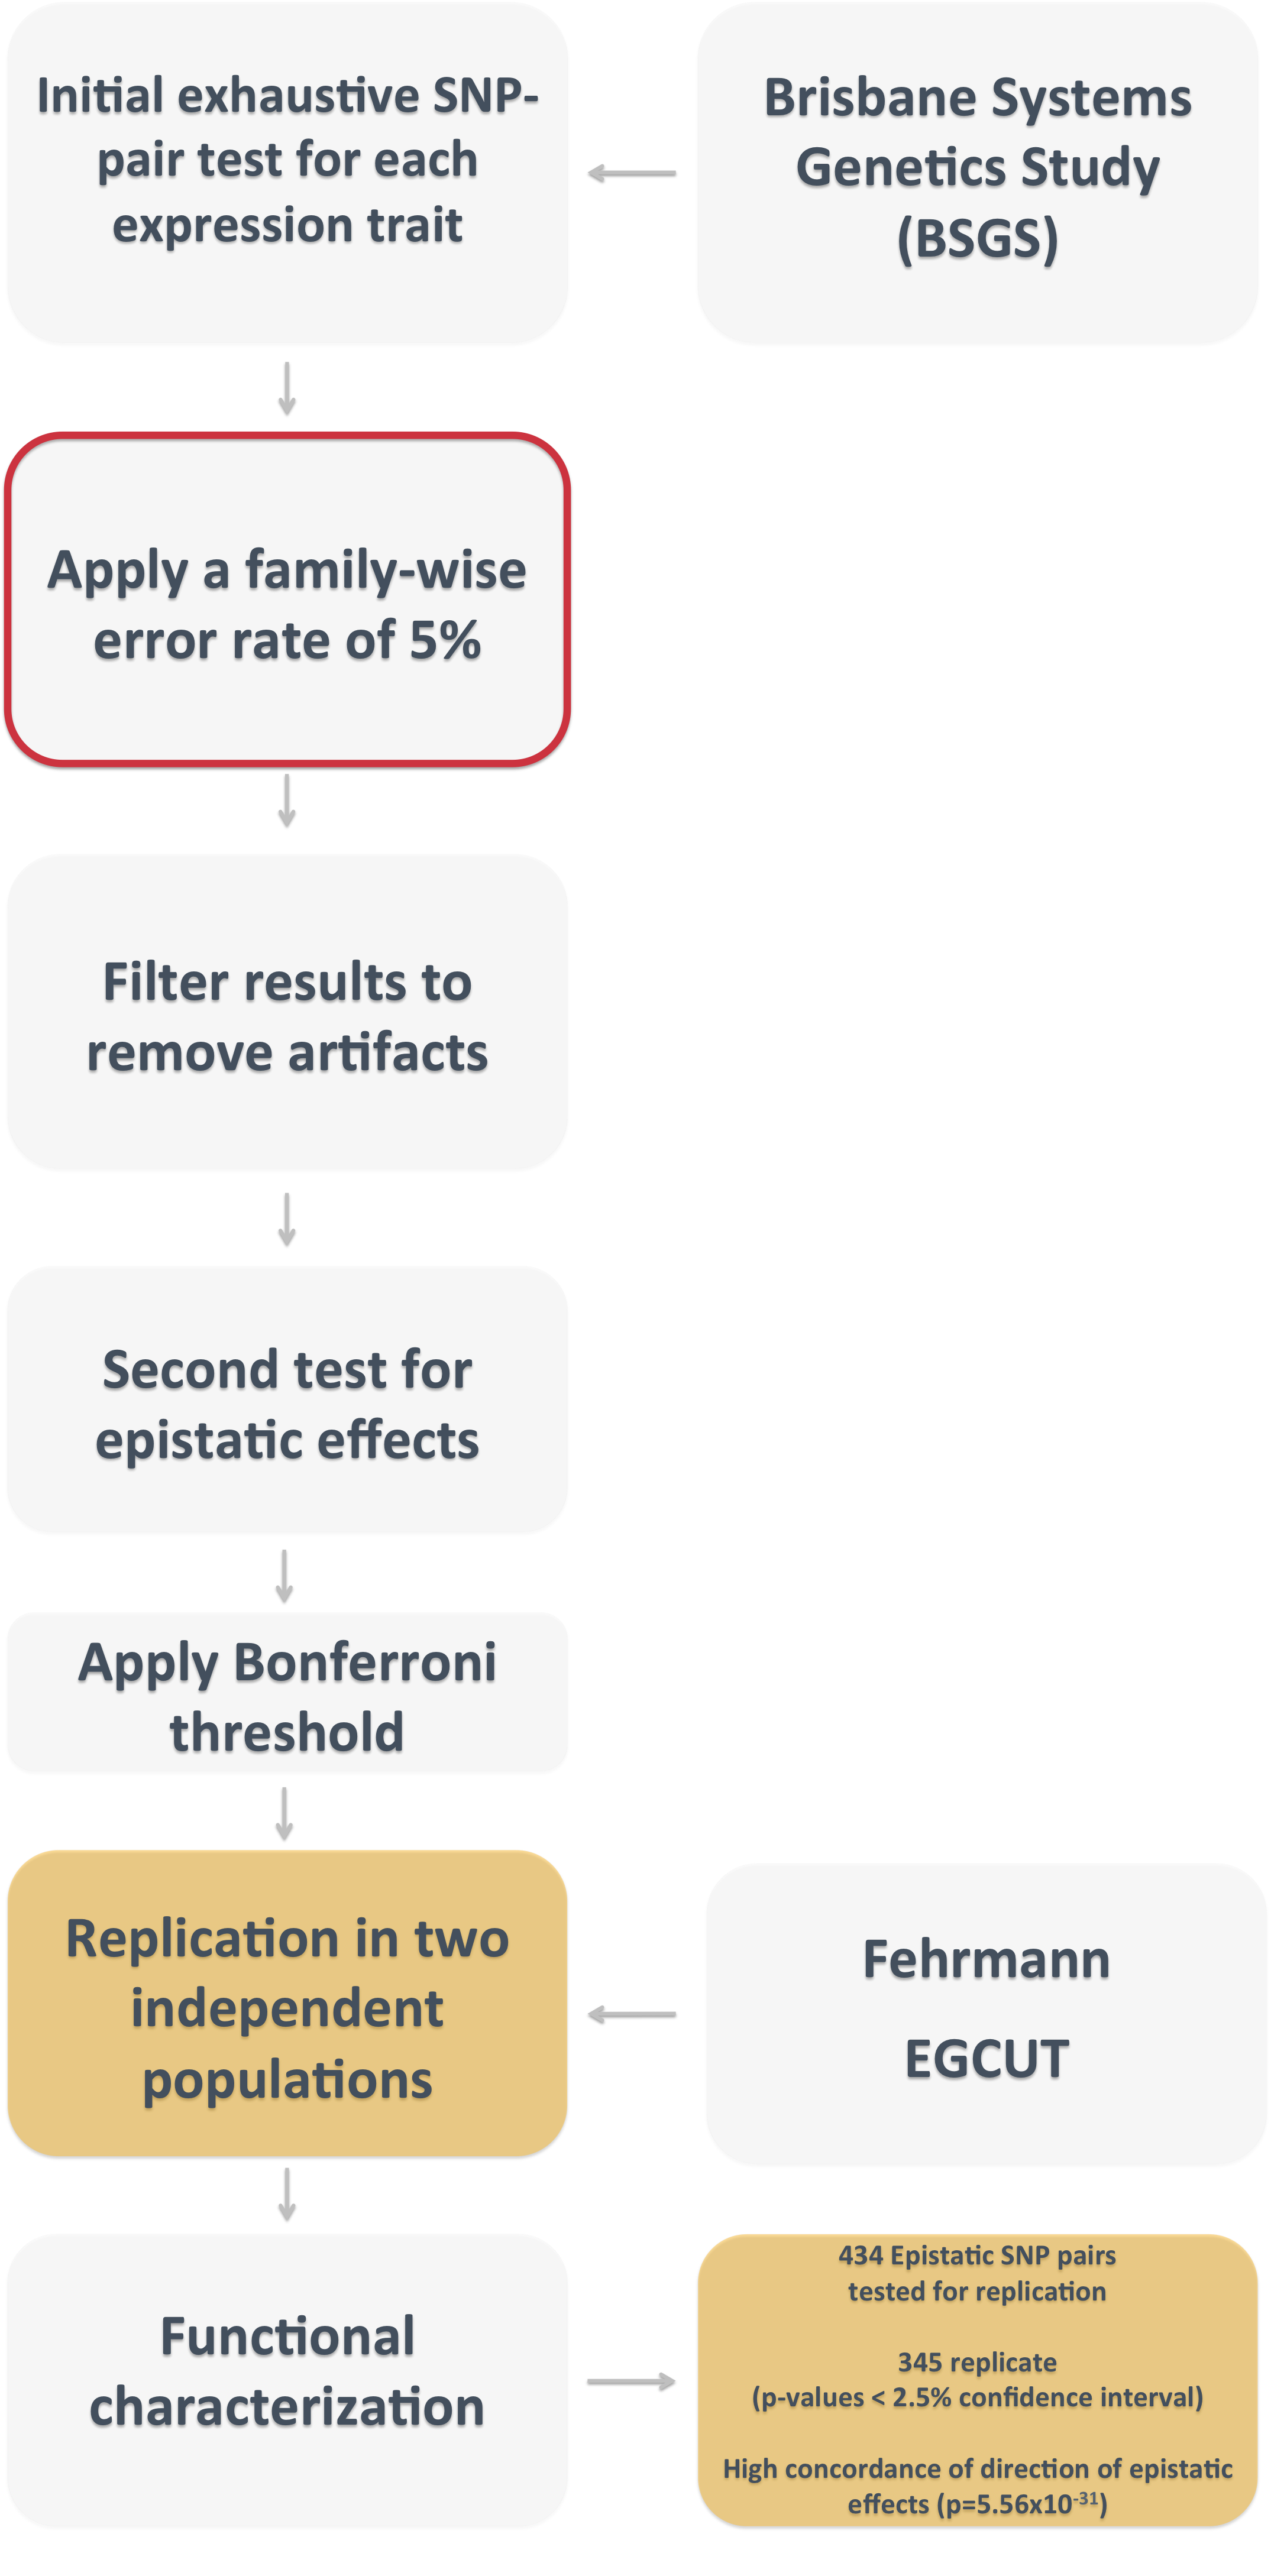 Initial exhaustive SNP-
pair test for each
expression trait
Brisbane Systems
Genetics Study
(BSGS)
Apply a family-wise
error rate of 5%
Filter results to
remove artifacts
Second test for
epistatic effects
Apply Bonferroni
threshold
Replication in two
independent
populations
Fehrmann
EGCUT
Functional
characterization
434 Epistatic SNP pairs
tested for replication
345 replicate
(p-values < 2.5% confidence interval)
High concordance of direction of epistatic
effects (p=5.56x10⁻³¹)